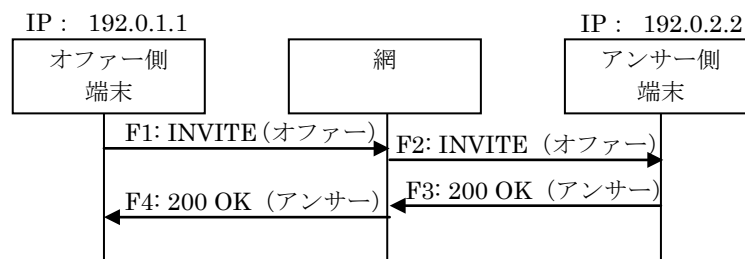 IP : 192.0.1.1
IP : 192.0.2.2
オファー側
端末
網
アンサー側
端末
F1: INVITE (オファー)
F2: INVITE (オファー)
F3: 200 OK (アンサー)
F4: 200 OK (アンサー)